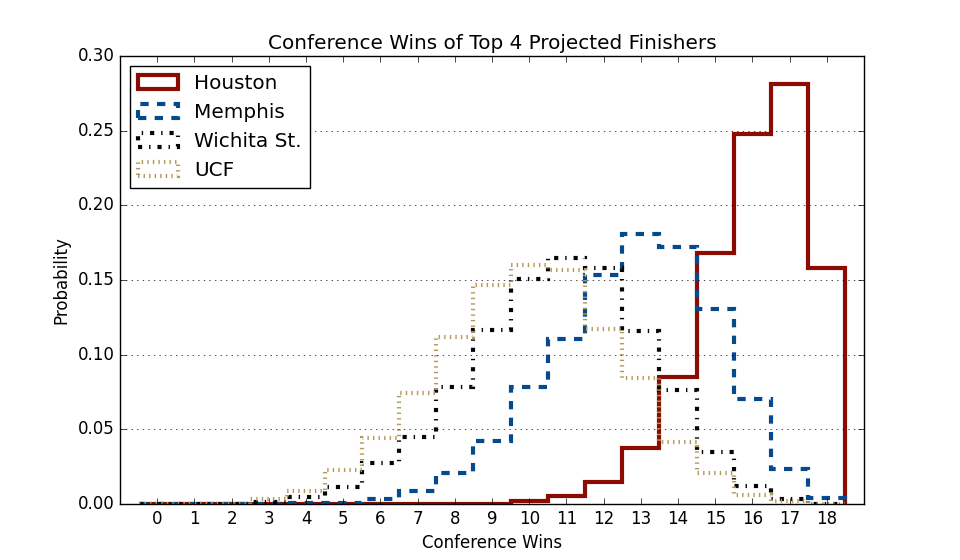 Conference Wins of Top 4 Projected Finishers
0.30
0.25
0.20
0.15
0.10
0.05
0.00
Probability
Houston
Memphis
Wichita St.
UCF
0 1 2 3 4 5 6 7 8 9 10 11 12 13 14 15 16 17 18
Conference Wins